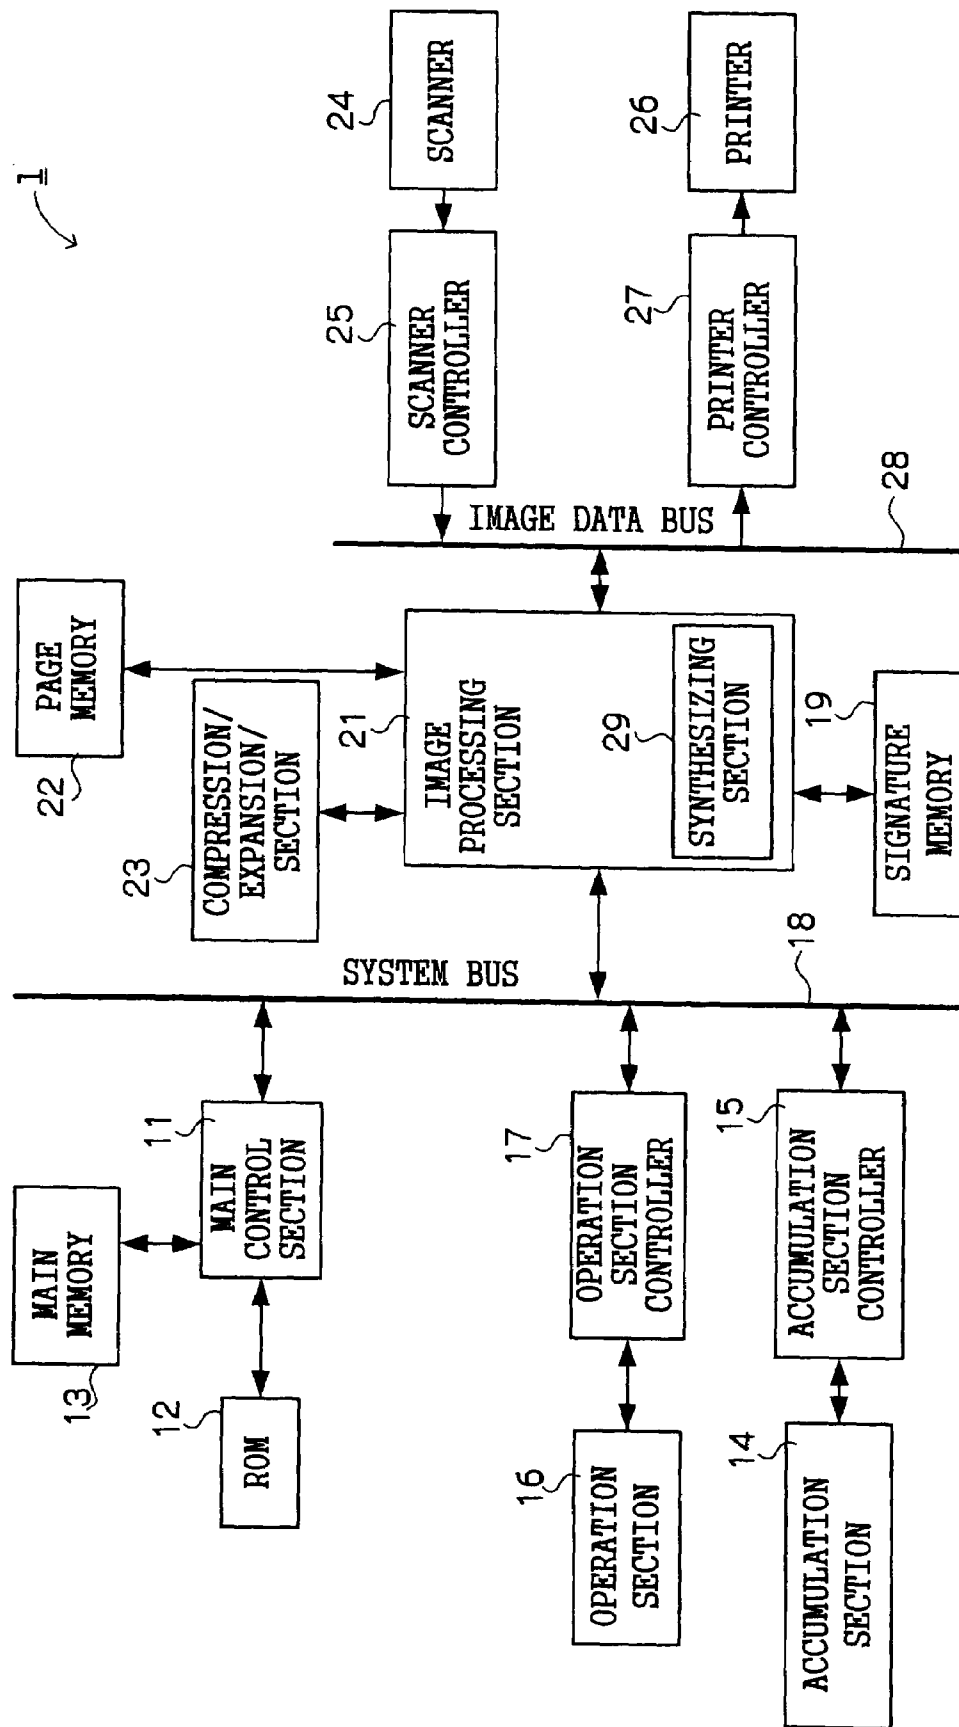 1
MAIN
MEMORY
13
PAGE
MEMORY
22
ROM
12
MAIN
CONTROL
SECTION
11
COMPRESSION/
/EXPANSION/
SECTION
23
SCANNER
24
SCANNER
CONTROLLER
25
SYSTEM BUS
IMAGE
PROCESSING
SECTION
21
IMAGE DATA BUS
OPERATION
SECTION
16
OPERATION
SECTION
CONTROLLER
17
SYNTHESIZING
SECTION
29
PRINTER
CONTROLLER
27
PRINTER
26
ACCUMULATION
SECTION
14
ACCUMULATION
SECTION
CONTROLLER
15
18
SIGNATURE
MEMORY
19
28